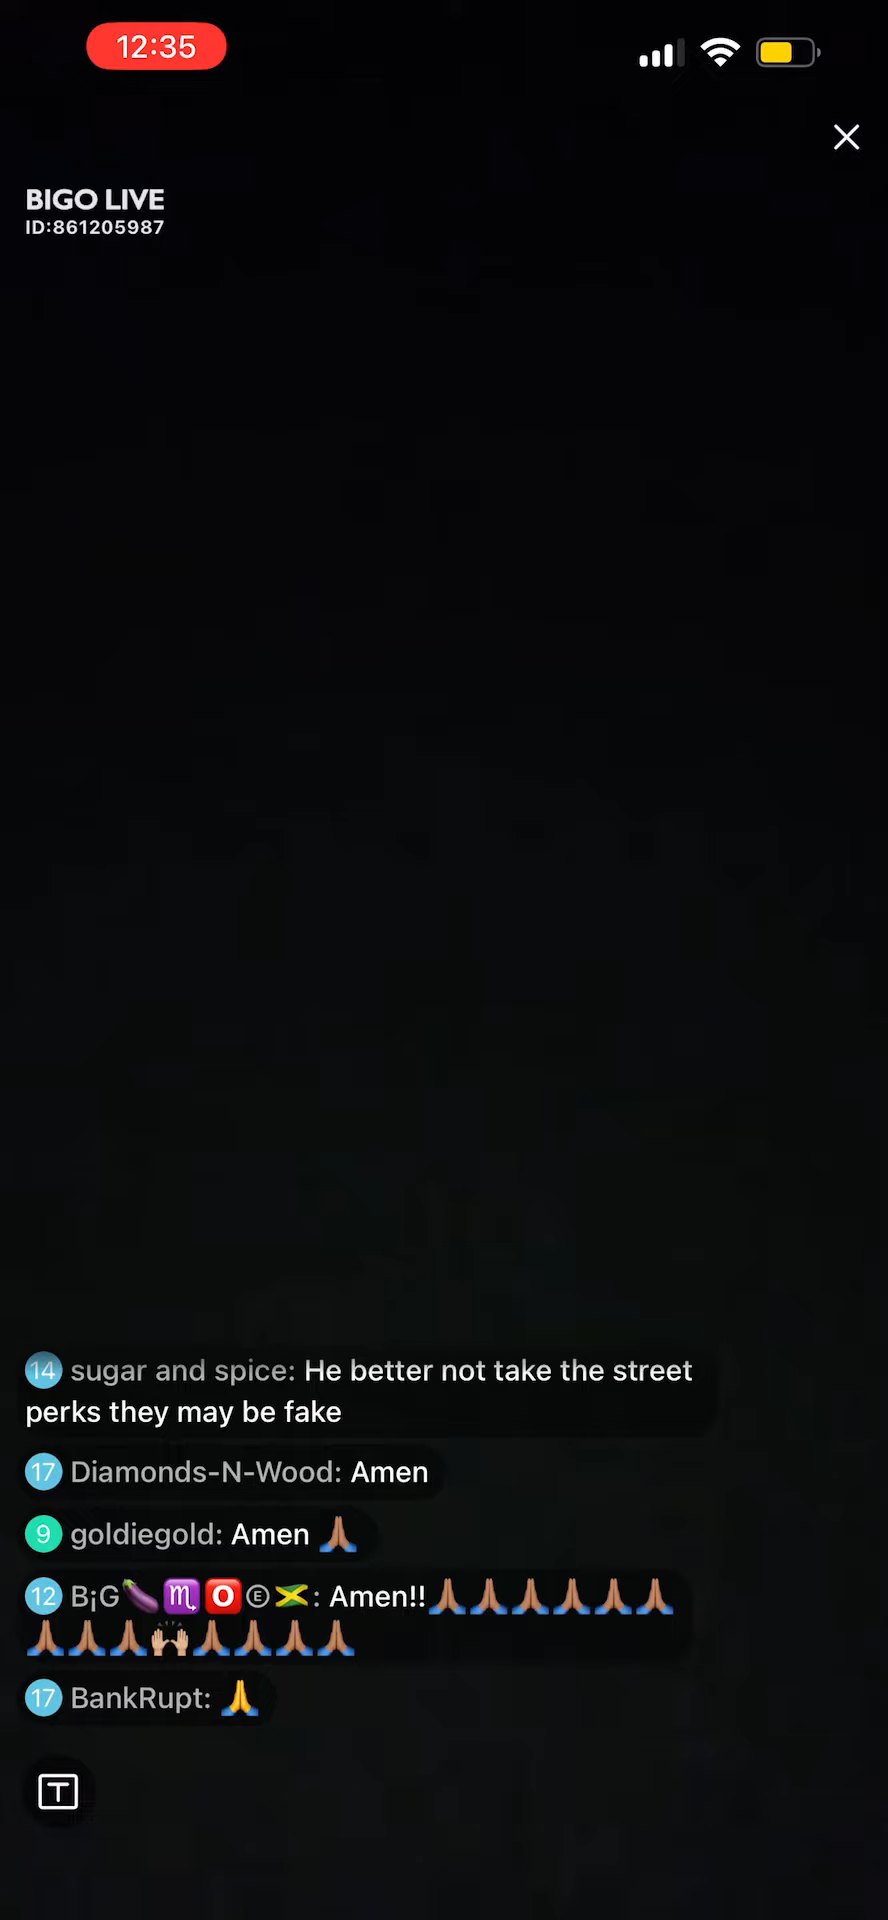 12:35
BIGO LIVE
ID:861205987
14 sugar and spice: He better not take the street
perks they may be fake
17 Diamonds-N-Wood: Amen
9 goldiegold: Amen 🙏🏽
12 B¡G🍆♏🅾️Ⓔ🇯🇲: Amen!!🙏🏽🙏🏽🙏🏽🙏🏽🙏🏽🙏🏽
🙏🏽🙏🏽🙏🏽🙌🏼🙏🏽🙏🏽🙏🏽🙏🏽
17 BankRupt: 🙏
T